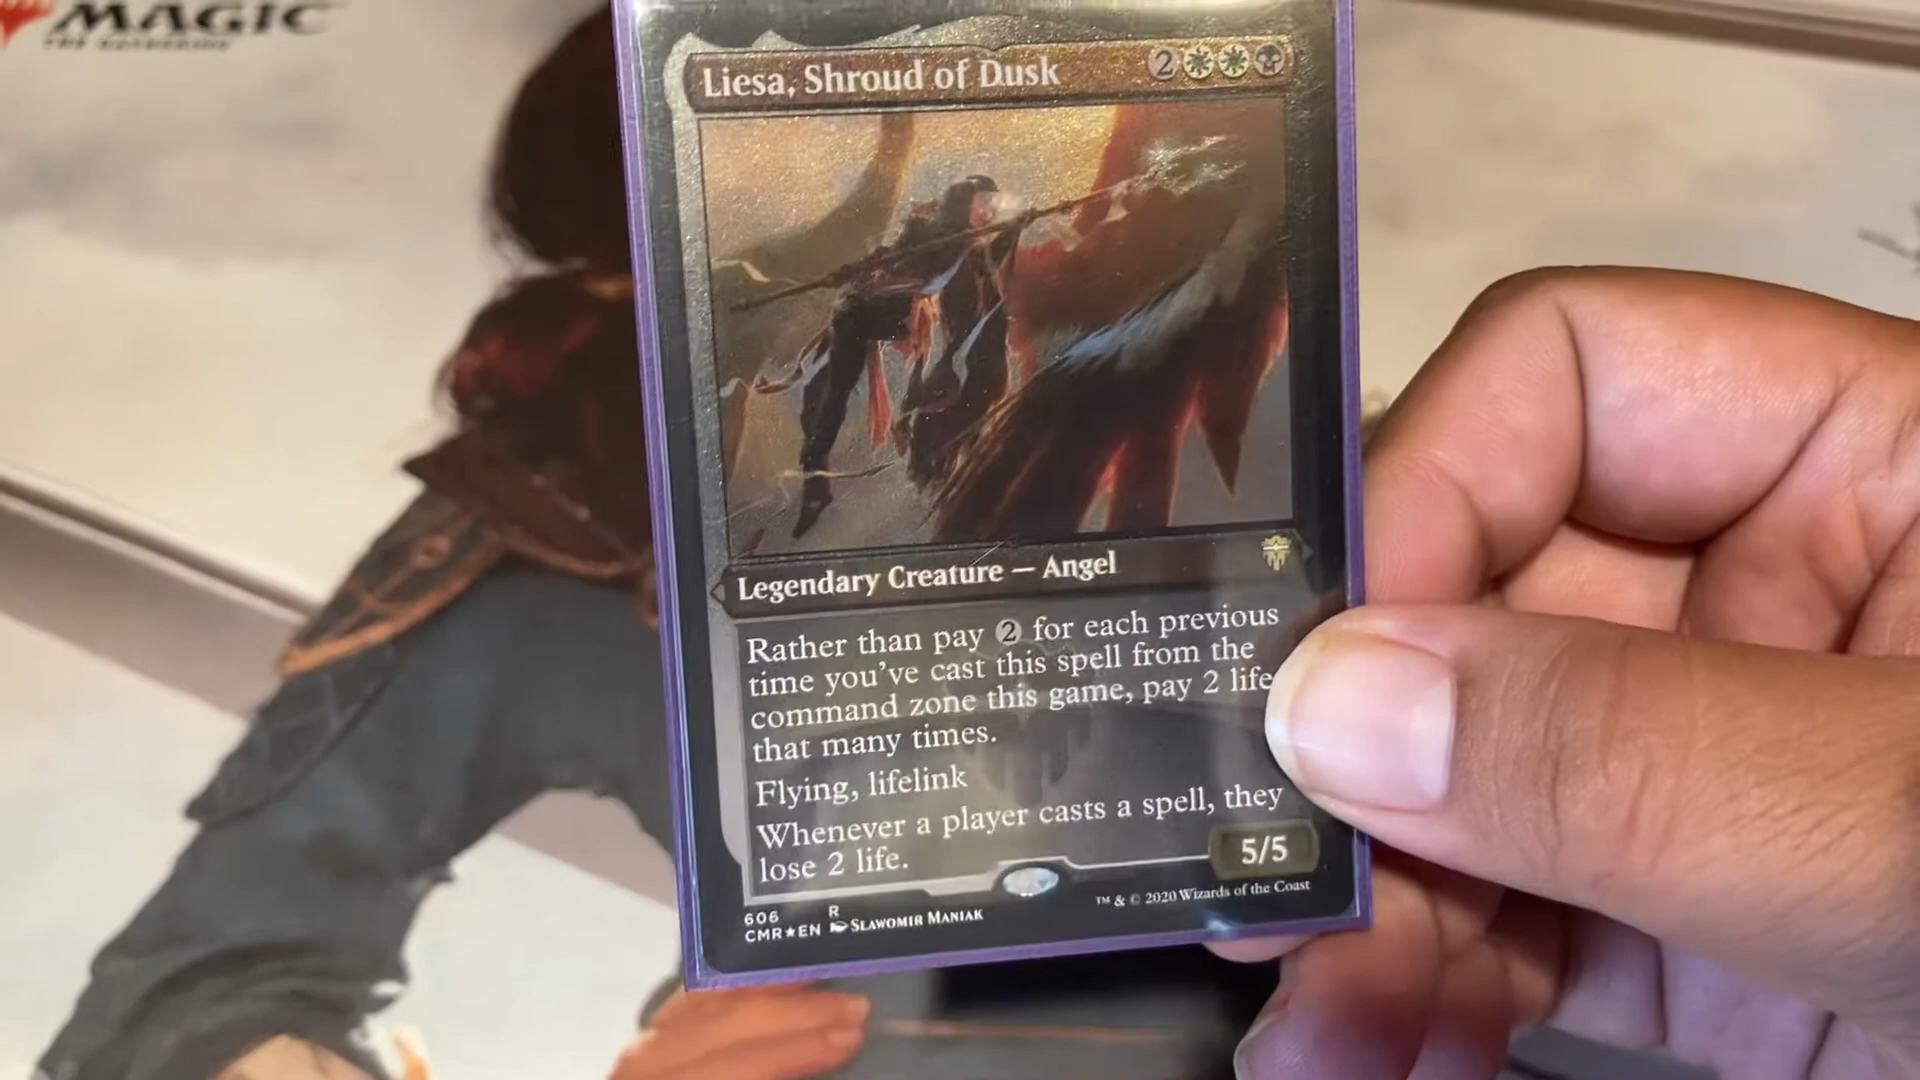 MAGIC
THE GATHERING
Liesa, Shroud of Dusk 2
Legendary Creature — Angel
Rather than pay 2 for each previous
time you've cast this spell from the
command zone this game, pay 2 life
that many times.
Flying, lifelink
Whenever a player casts a spell, they
lose 2 life.
5/5
606 R
CMR★EN SLAWOMIR MANIAK
™ & © 2020 Wizards of the Coast